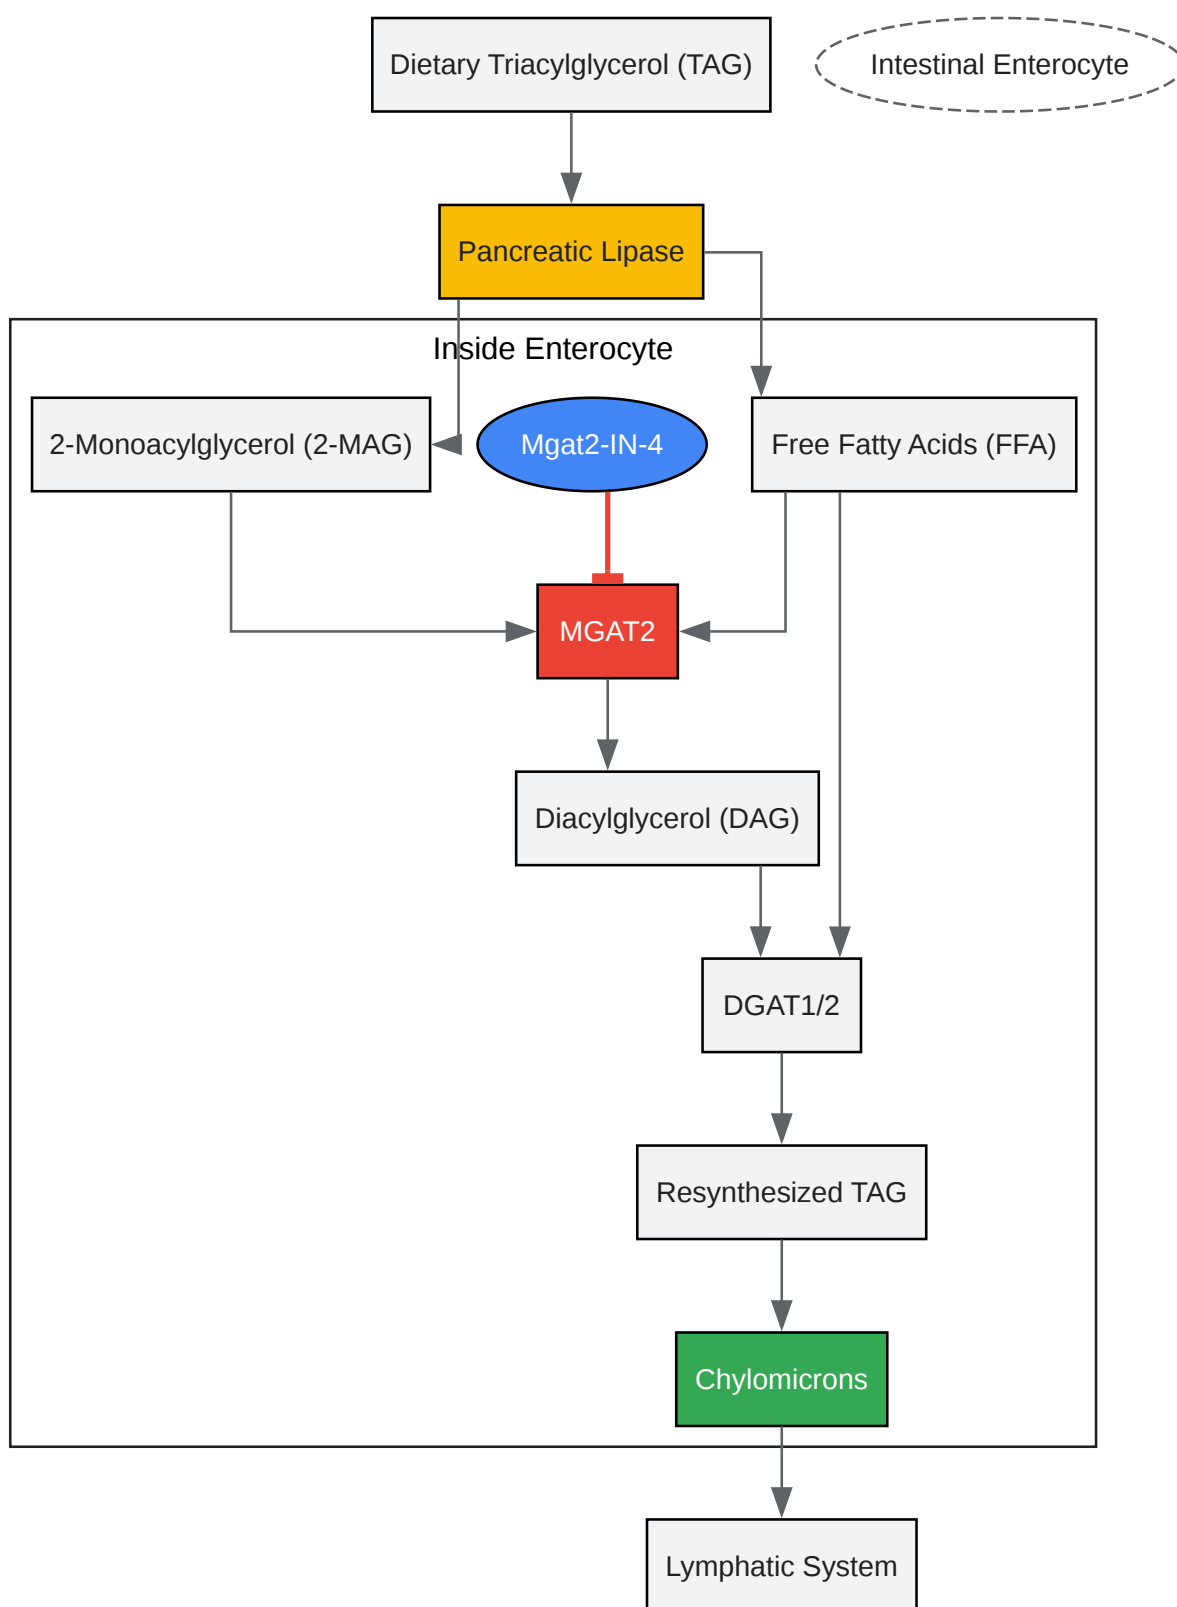 Dietary Triacylglycerol (TAG)
Intestinal Enterocyte
Pancreatic Lipase
Inside Enterocyte
2-Monoacylglycerol (2-MAG)
Mgat2-IN-4
Free Fatty Acids (FFA)
MGAT2
Diacylglycerol (DAG)
DGAT1/2
Resynthesized TAG
Chylomicrons
Lymphatic System